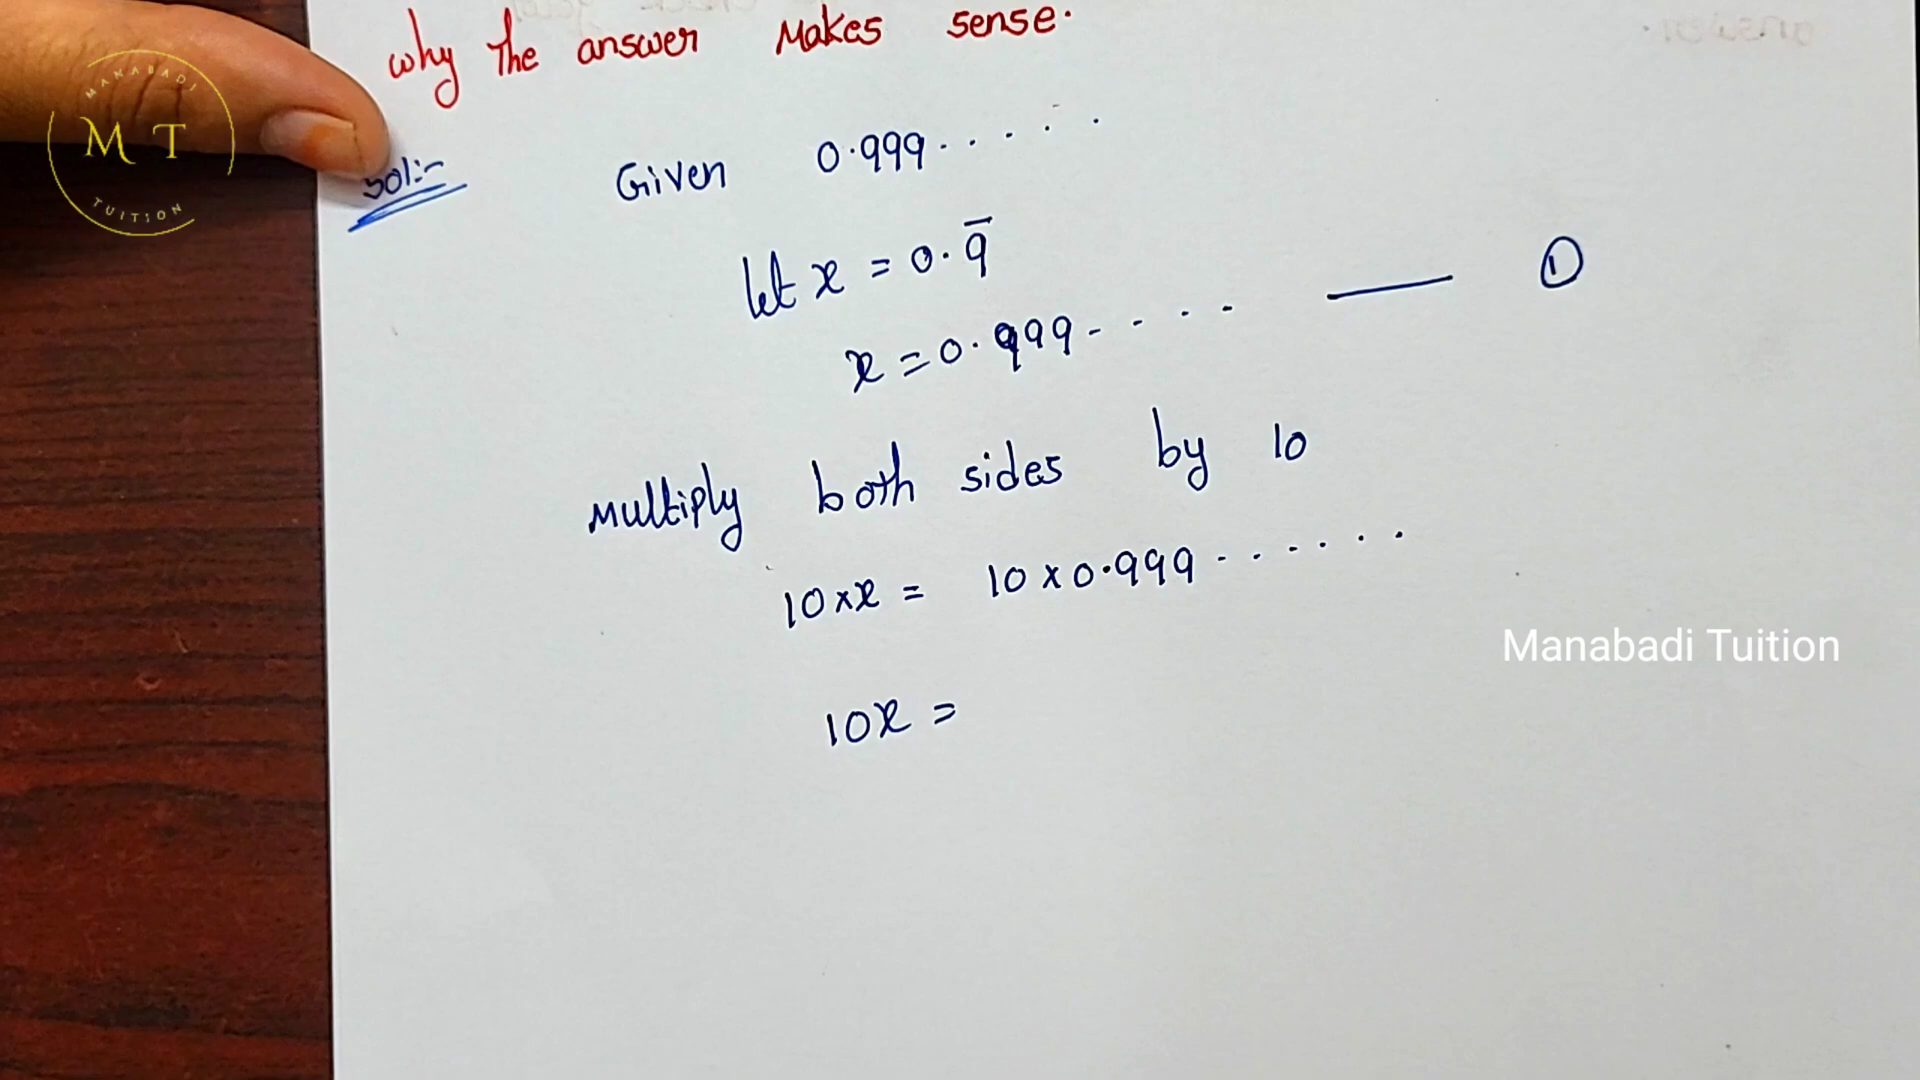 why The answer Makes sense.
MANABADI
M T
TUITION
Sol:-
Given 0.999.....
let x = 0.9̅
x = 0.999..... —— ①
Multiply both sides by 10
10 × x = 10 × 0.999......
Manabadi Tuition
10x =